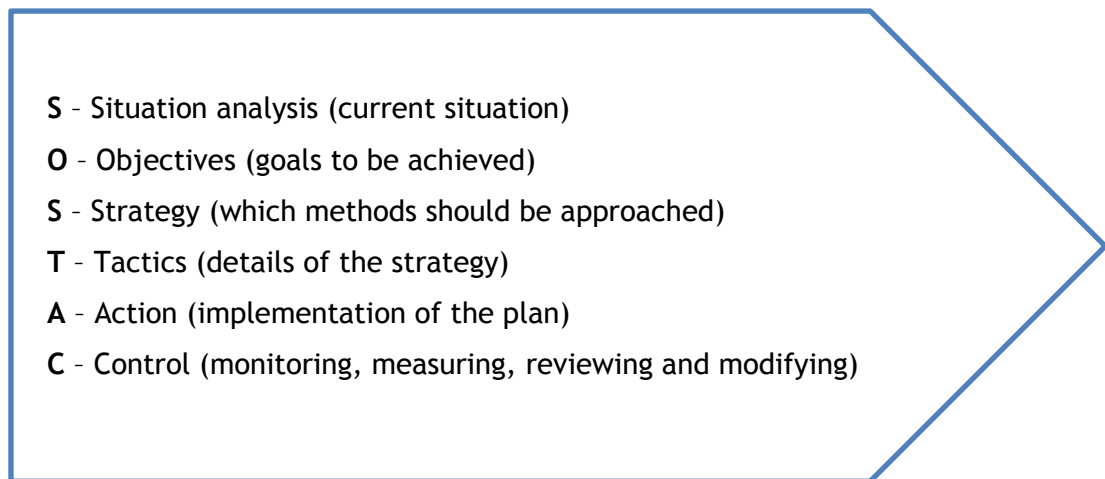 S – Situation analysis (current situation)
O – Objectives (goals to be achieved)
S – Strategy (which methods should be approached)
T – Tactics (details of the strategy)
A – Action (implementation of the plan)
C – Control (monitoring, measuring, reviewing and modifying)